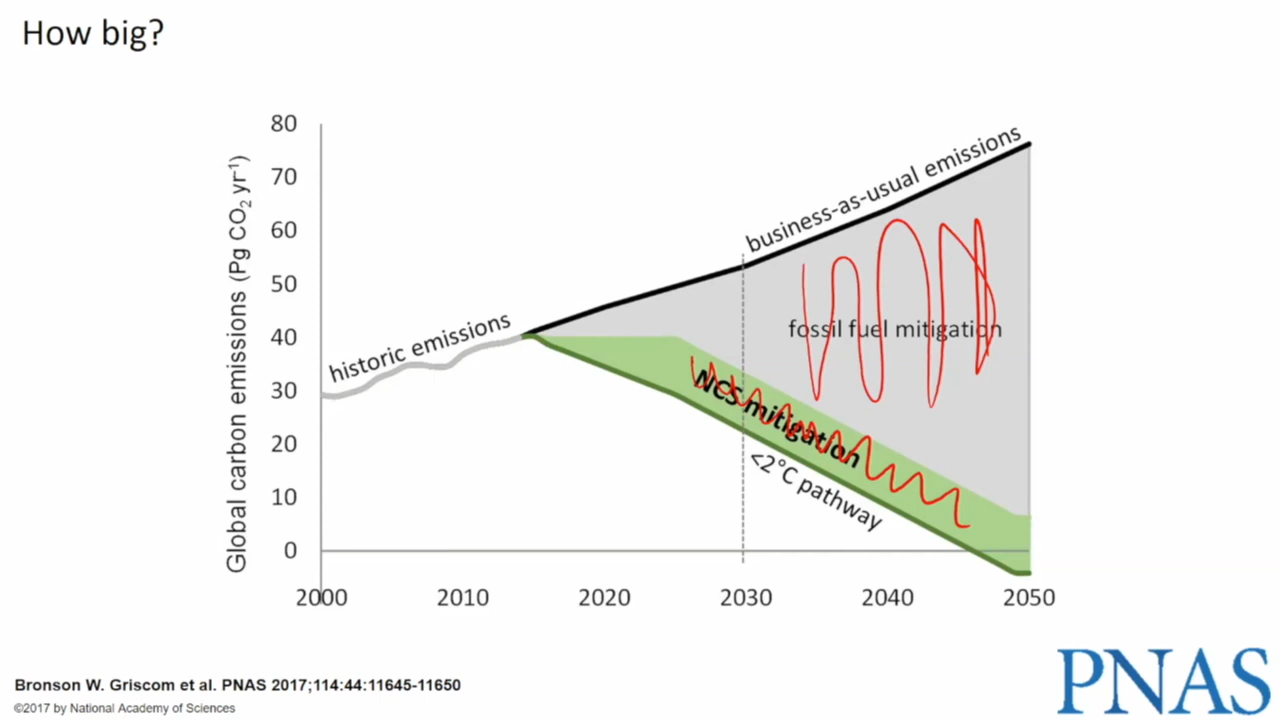 How big?
80
70
60
50
40
30
20
10
0
Global carbon emissions (Pg CO₂ yr⁻¹)
historic emissions
business-as-usual emissions
fossil fuel mitigation
NCS mitigation
<2°C pathway
2000 2010 2020 2030 2040 2050
Bronson W. Griscom et al. PNAS 2017;114:44:11645-11650
©2017 by National Academy of Sciences
PNAS